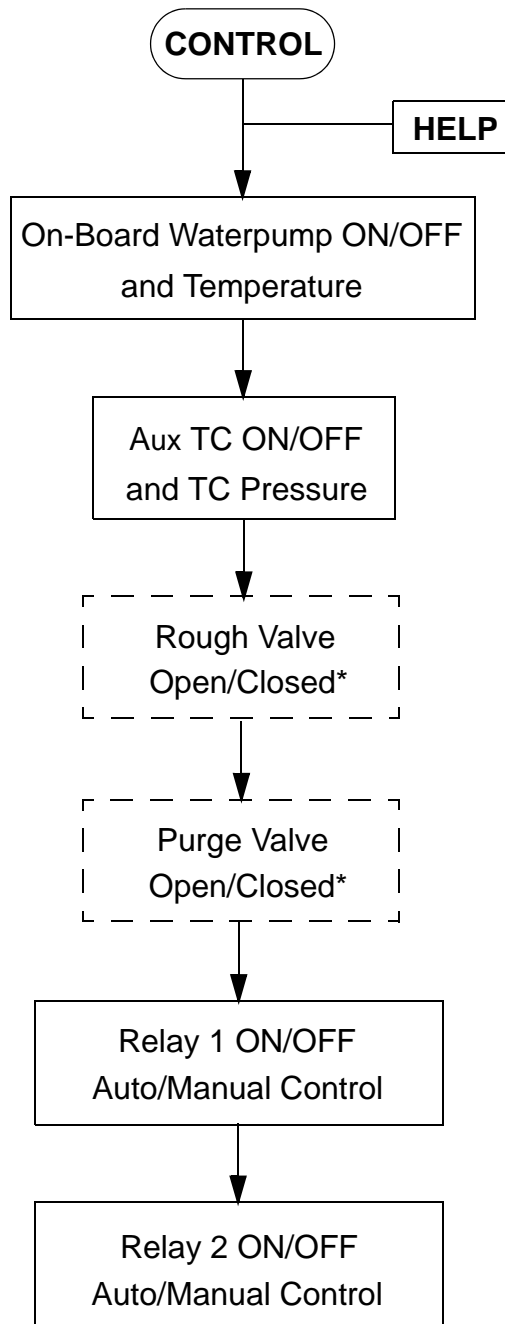 CONTROL
HELP
On-Board Waterpump ON/OFF
and Temperature
Aux TC ON/OFF
and TC Pressure
Rough Valve
Open/Closed*
Purge Valve
Open/Closed*
Relay 1 ON/OFF
Auto/Manual Control
Relay 2 ON/OFF
Auto/Manual Control